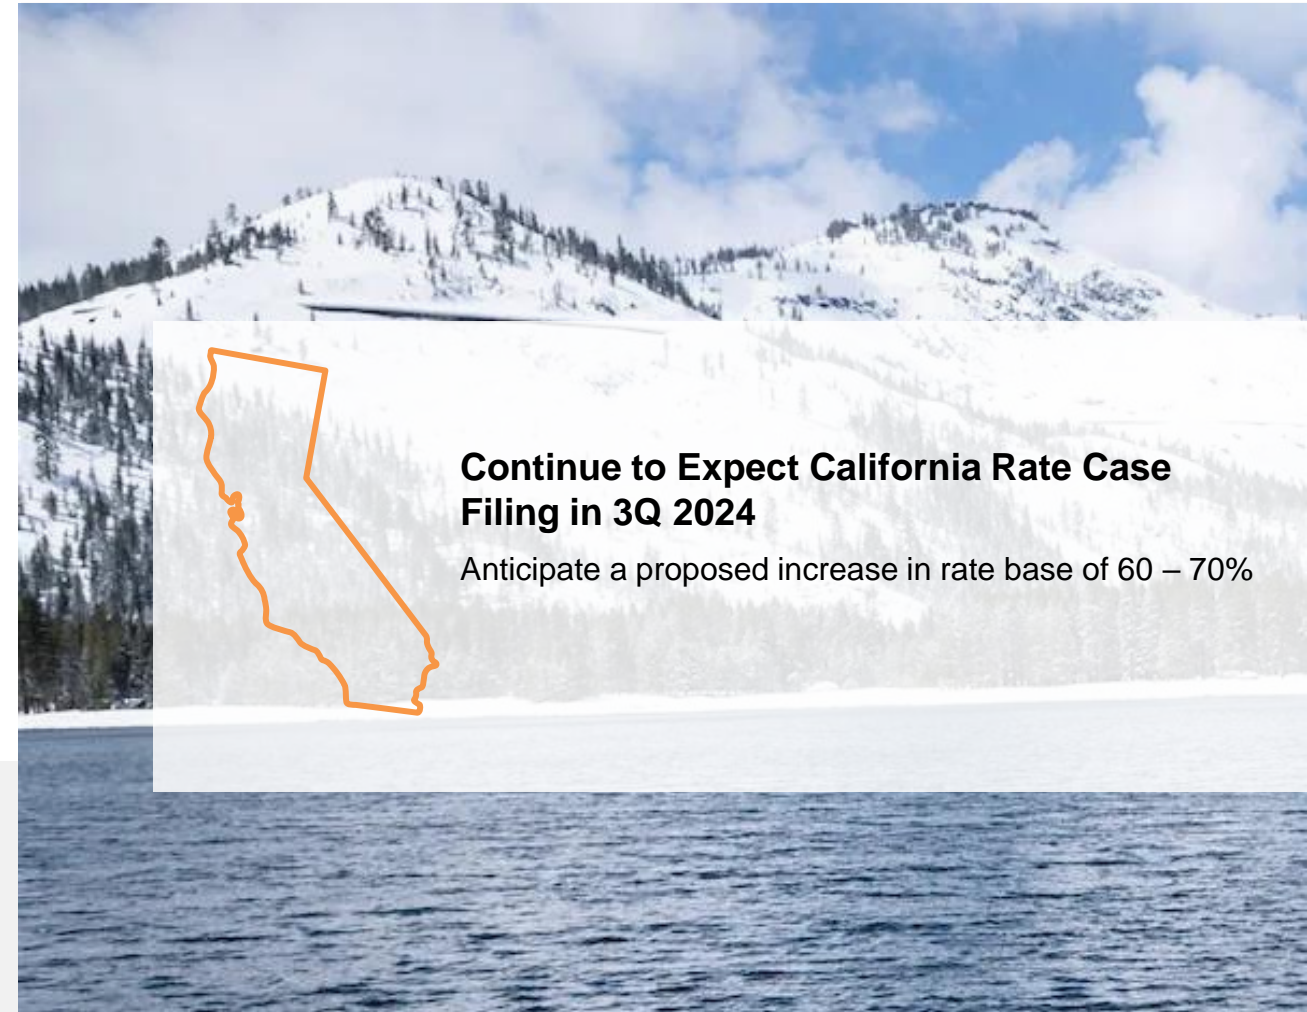 Continue to Expect California Rate Case
Filing in 3Q 2024
Anticipate a proposed increase in rate base of 60 – 70%